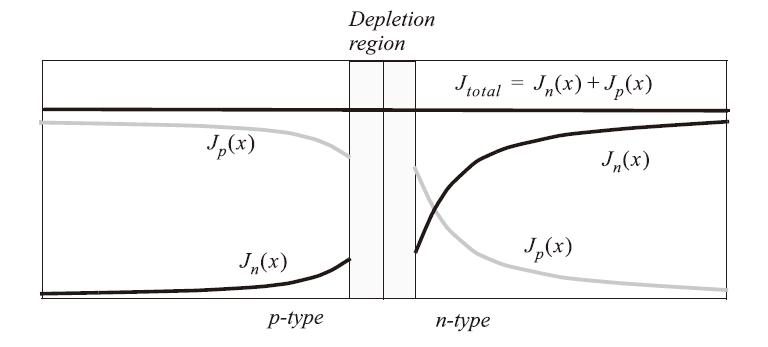 Depletion
region
J_total = J_n(x) + J_p(x)
J_p(x)
J_n(x)
J_n(x)
J_p(x)
p-type
n-type